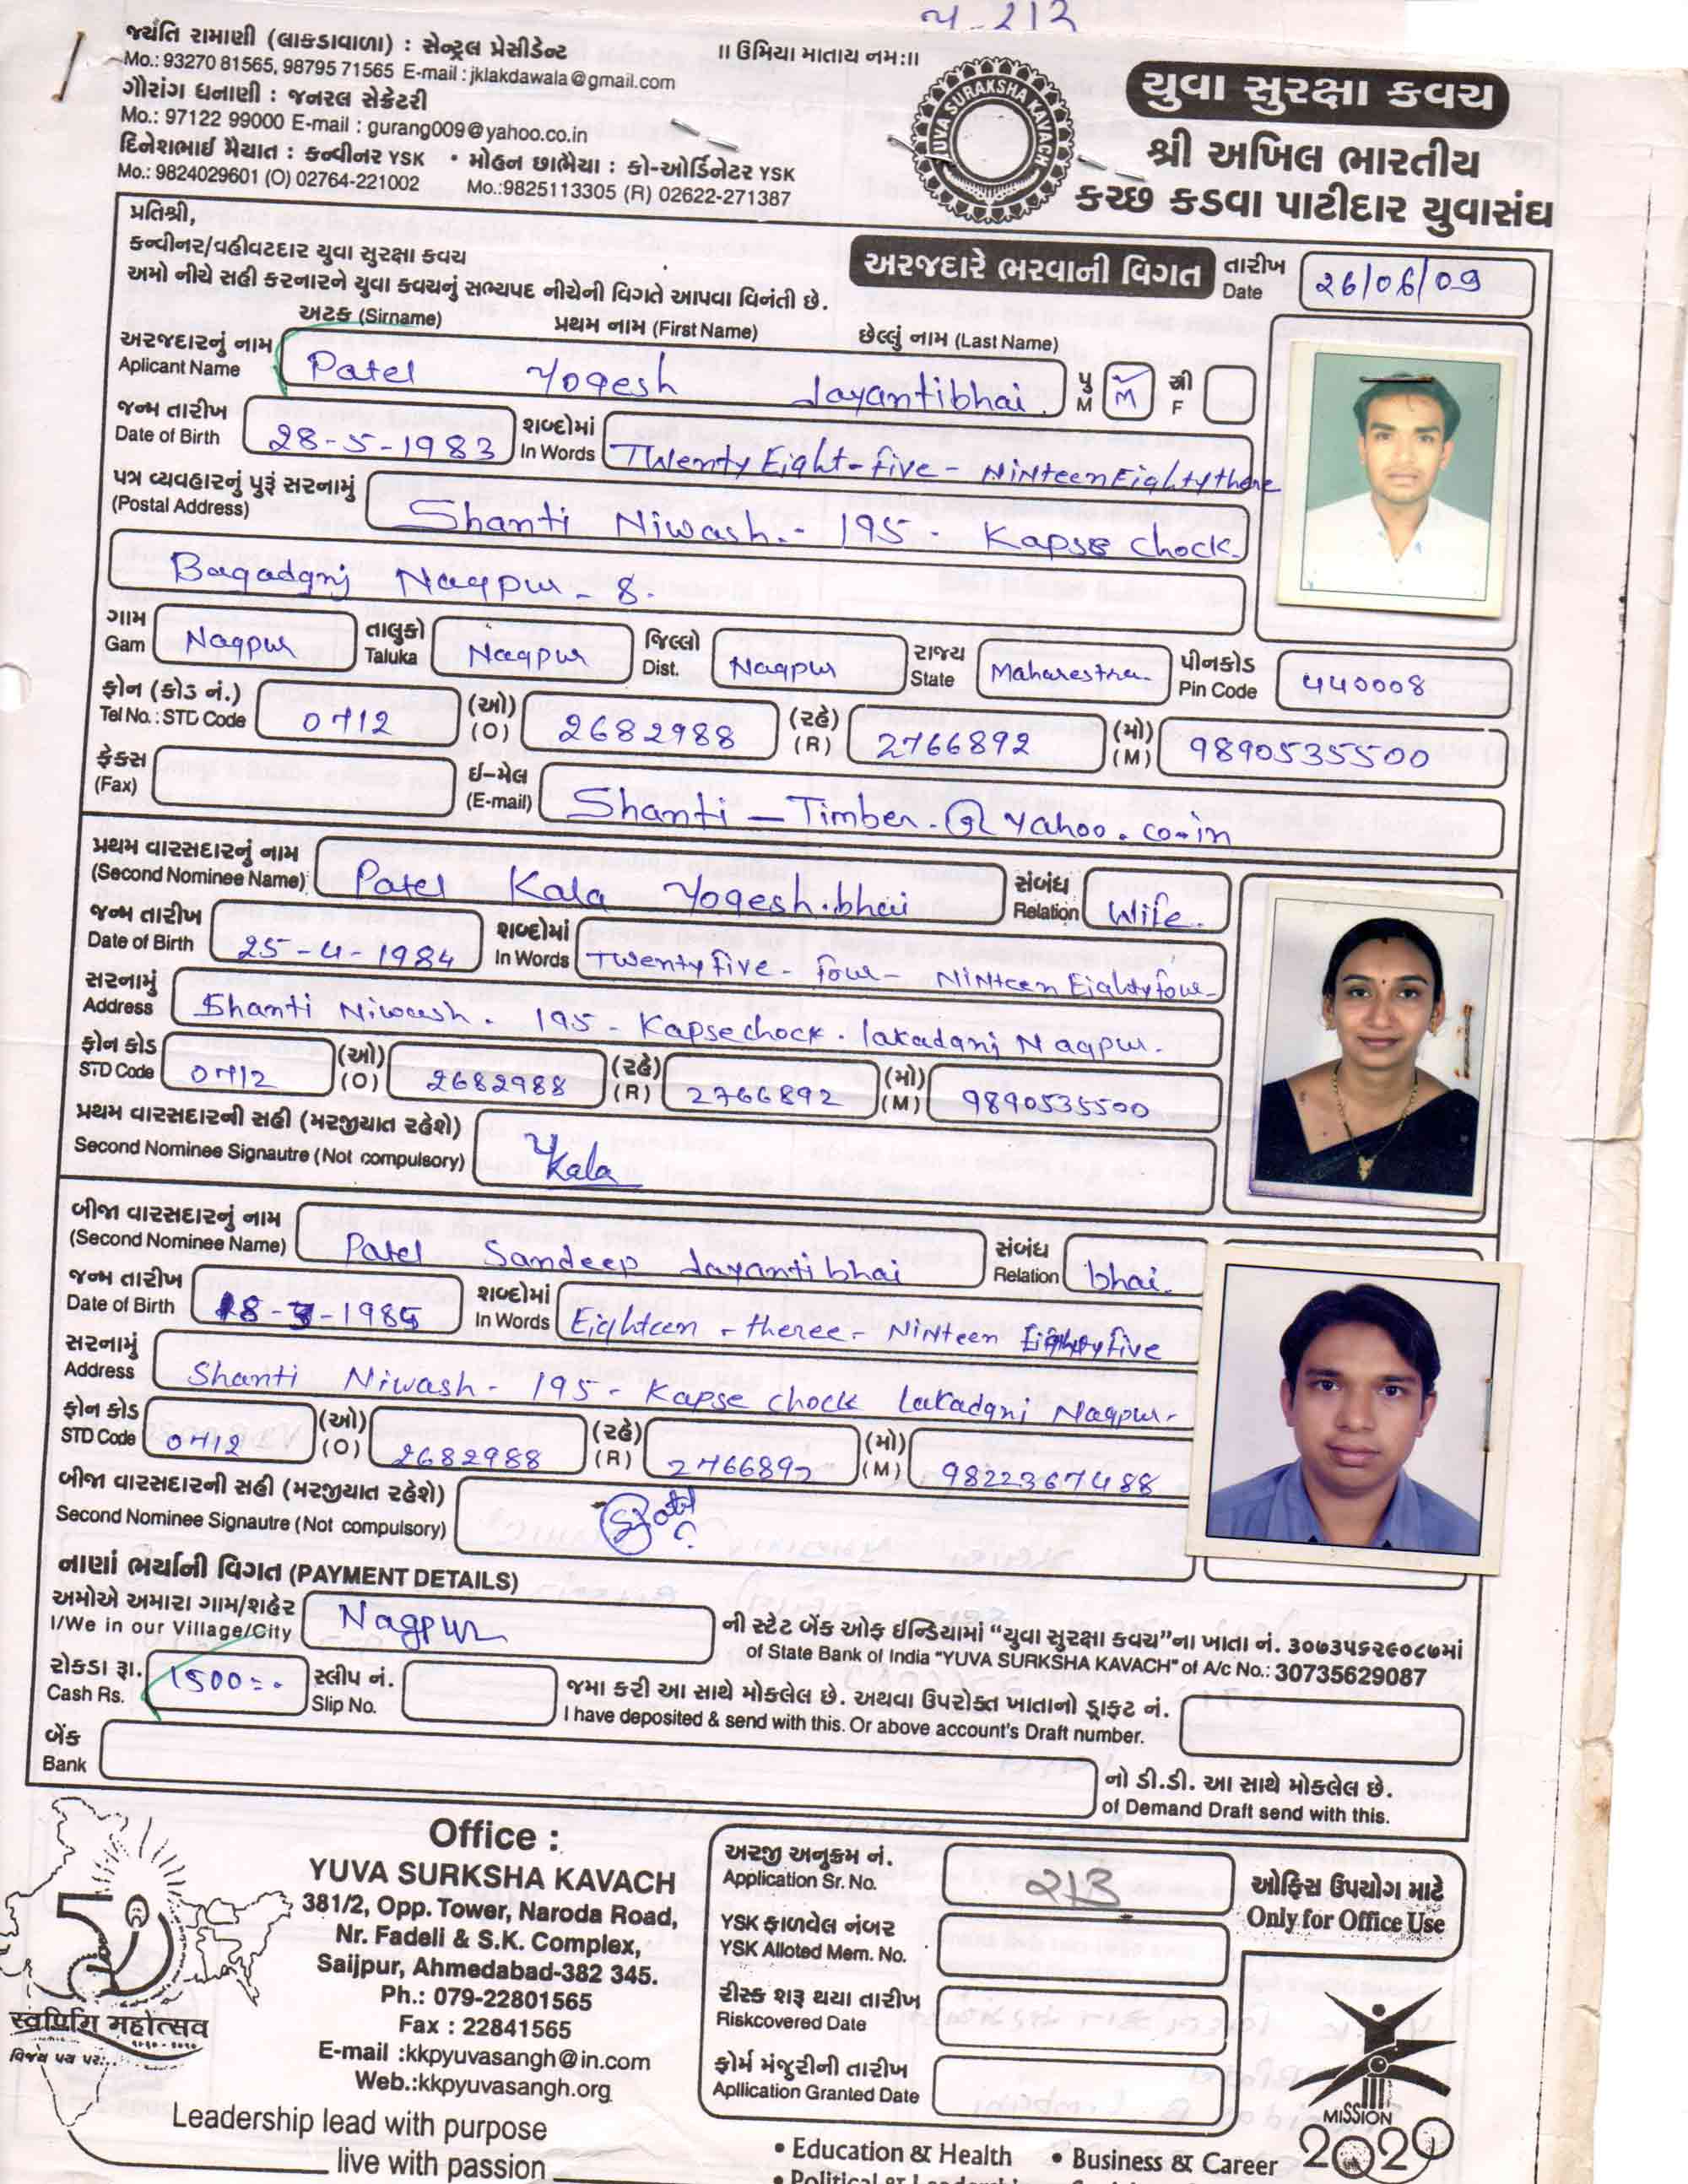 પ-212
જયંતિ રામાણી (લાકડાવાળા) : સેન્ટ્રલ પ્રેસીડેન્ટ
Mo.: 93270 81565, 98795 71565 E-mail : jklakdawala@gmail.com
ગૌરાંગ ધનાણી : જનરલ સેક્રેટરી
Mo.: 97122 99000 E-mail : gurang009@yahoo.co.in
દિનેશભાઈ મૈયાત : કન્વીનર YSK • મોહન છાભૈયા : કો-ઓર્ડિનેટર YSK
Mo.: 9824029601 (O) 02764-221002 Mo.:9825113305 (R) 02622-271387
।। ઉમિયા માતાય નમઃ।।
YUVA SURAKSHA KAVACH
યુવા સુરક્ષા કવચ
શ્રી અખિલ ભારતીય
કચ્છ કડવા પાટીદાર યુવાસંઘ
પ્રતિશ્રી,
કન્વીનર/વહીવટદાર યુવા સુરક્ષા કવચ
અમો નીચે સહી કરનારને યુવા કવચનું સભ્યપદ નીચેની વિગતે આપવા વિનંતી છે.
અરજદારે ભરવાની વિગત
તારીખ
Date 26/06/09
અટક (Sirname) પ્રથમ નામ (First Name) છેલ્લું નામ (Last Name)
અરજદારનું નામ
Aplicant Name Patel Yogesh Jayantibhai. પુ M M સ્ત્રી F
જન્મ તારીખ
Date of Birth 28-5-1983 શબ્દોમાં In Words Twenty Eight-five-NiNteen Eightythere
પત્ર વ્યવહારનું પુરૂં સરનામું
(Postal Address) Shanti Niwash.- 195 - Kapse chock.
Bagadgnj Nagpur - 8.
ગામ Gam Nagpur તાલુકો Taluka Nagpur જિલ્લો Dist. Nagpur રાજ્ય State Maharestra પીનકોડ Pin Code 440008
ફોન (કોડ નં.)
Tel No. : STD Code 0712 (ઓ) (O) 2682988 (રહે) (R) 2766892 (મો) (M) 9890535500
ફેક્સ
(Fax) ઈ-મેલ (E-mail) Shanti - Timber.@yahoo.co-in
પ્રથમ વારસદારનું નામ
(Second Nominee Name) Patel Kala Yogesh.bhai સંબંધ Relation Wife.
જન્મ તારીખ
Date of Birth 25-4-1984 શબ્દોમાં In Words Twenty five - four - NiNteen Eightyfour-
સરનામું
Address Shanti Niwash. 195 - Kapse chock. lakadgnj Nagpur.
ફોન કોડ
STD Code 0712 (ઓ) (O) 2682988 (રહે) (R) 2766892 (મો) (M) 9890535500
પ્રથમ વારસદારની સહી (મરજીયાત રહેશે)
Second Nominee Signautre (Not compulsory) Kala
બીજા વારસદારનું નામ
(Second Nominee Name) Patel Sandeep Jayantibhai સંબંધ Relation bhai.
જન્મ તારીખ
Date of Birth 18-3-1985 શબ્દોમાં In Words Eighteen - theree - NiNteen Eightyfive
સરનામું
Address Shanti Niwash - 195 - Kapse chock Lakadgnj Nagpur-
ફોન કોડ
STD Code 0712 (ઓ) (O) 2682988 (રહે) (R) 2766892 (મો) (M) 9822367488
બીજા વારસદારની સહી (મરજીયાત રહેશે)
Second Nominee Signautre (Not compulsory)
નાણાં ભર્યાની વિગત (PAYMENT DETAILS)
અમોએ અમારા ગામ/શહેર
I/We in our Village/City Nagpur
ની સ્ટેટ બેંક ઓફ ઈન્ડિયામાં “યુવા સુરક્ષા કવચ”ના ખાતા નં. ૩૦૭૩૫૬૨૯૦૮૭માં
of State Bank of India "YUVA SURKSHA KAVACH" of A/c No.: 30735629087
રોકડા રૂા.
Cash Rs. 1500=. સ્લીપ નં. Slip No.
જમા કરી આ સાથે મોકલેલ છે. અથવા ઉપરોક્ત ખાતાનો ડ્રાફટ નં.
I have deposited & send with this. Or above account's Draft number.
બેંક
Bank
નો ડી.ડી. આ સાથે મોકલેલ છે.
of Demand Draft send with this.
સ્વર્ણિમ મહોત્સવ
Office :
YUVA SURKSHA KAVACH
381/2, Opp. Tower, Naroda Road,
Nr. Fadeli & S.K. Complex,
Saijpur, Ahmedabad-382 345.
Ph.: 079-22801565
Fax : 22841565
E-mail :kkpyuvasangh@in.com
Web.:kkpyuvasangh.org
Leadership lead with purpose
live with passion
અરજી અનુક્રમ નં.
Application Sr. No. 213
YSK ફાળવેલ નંબર
YSK Alloted Mem. No.
રીસ્ક શરૂ થયા તારીખ
Riskcovered Date
ફોર્મ મંજુરીની તારીખ
Apllication Granted Date
ઓફિસ ઉપયોગ માટે
Only for Office Use
MISSION
2020
• Education & Health • Business & Career